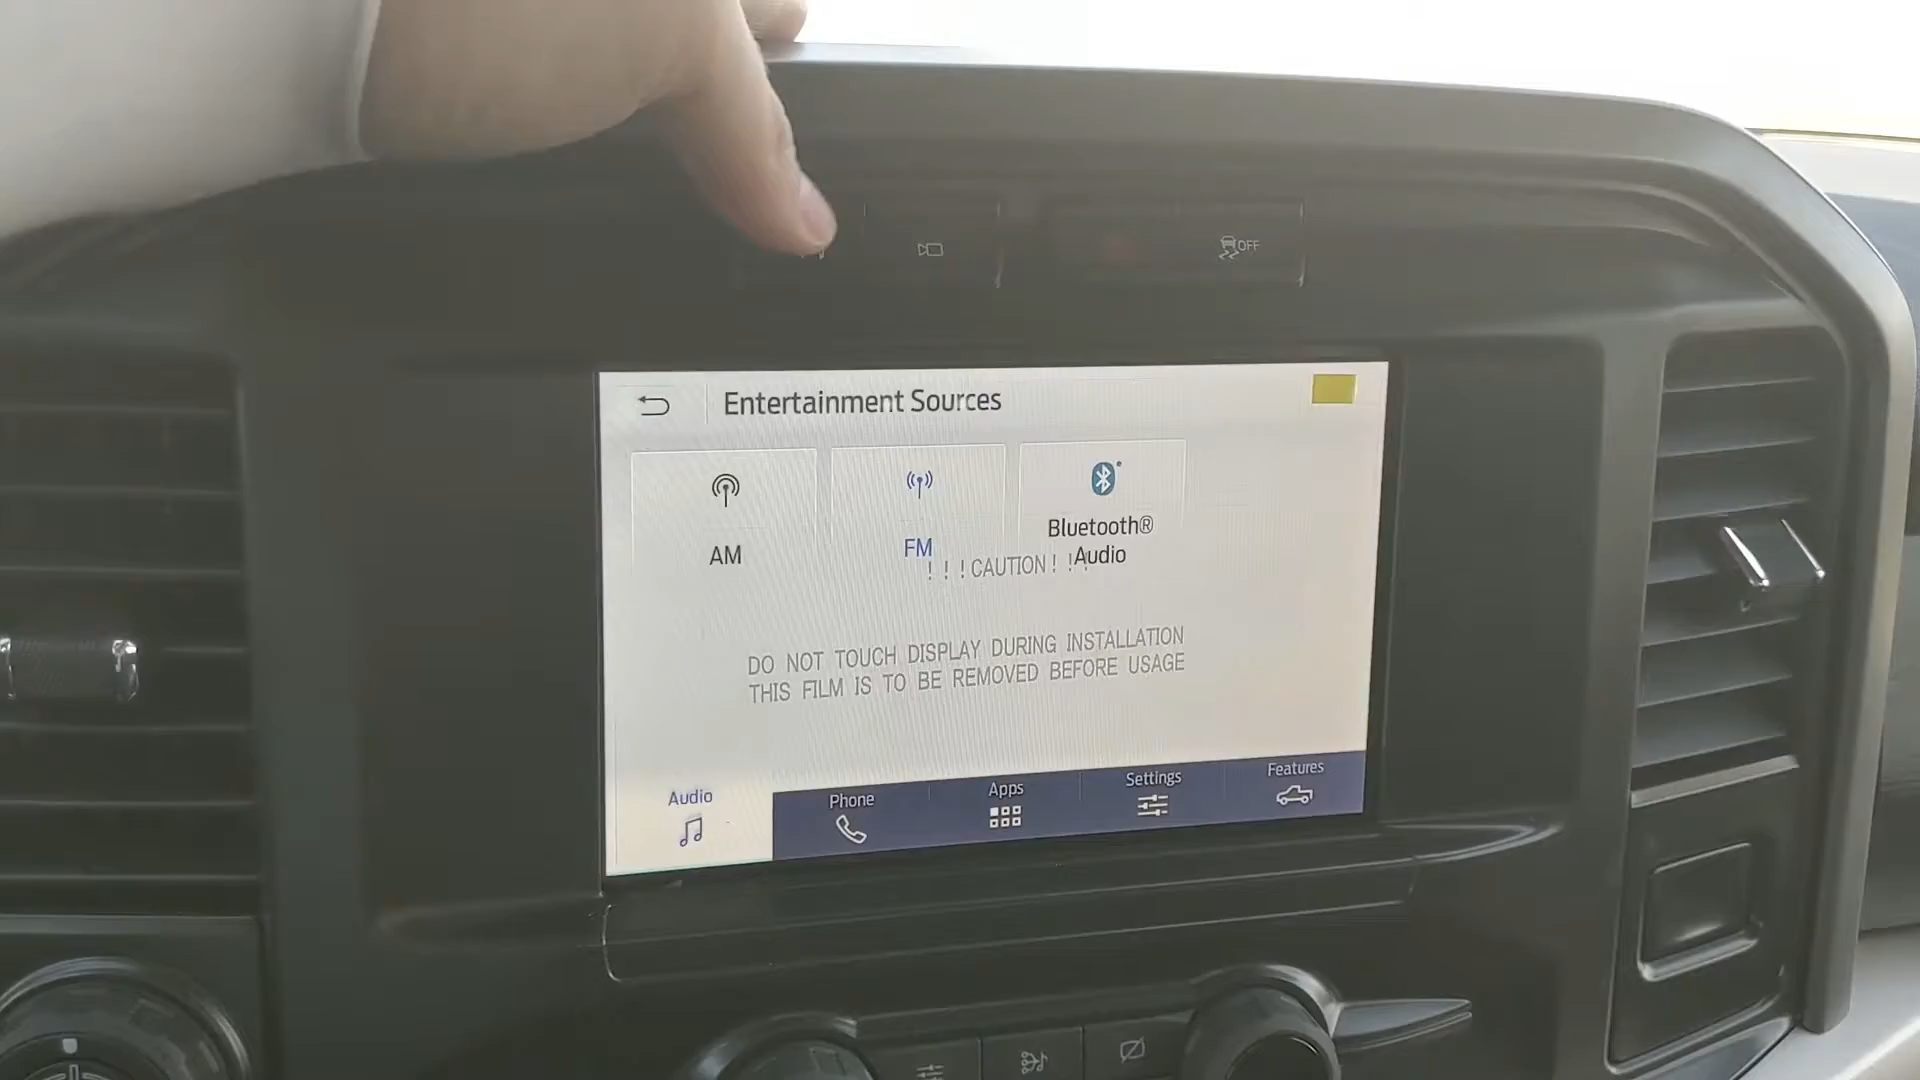 OFF
Entertainment Sources
AM
FM
Bluetooth®
Audio
!!!CAUTION!!!
DO NOT TOUCH DISPLAY DURING INSTALLATION
THIS FILM IS TO BE REMOVED BEFORE USAGE
Audio
Phone
Apps
Settings
Features